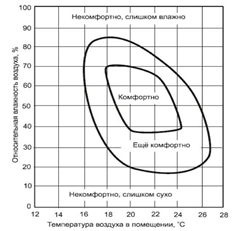 Некомфортно, слишком влажно
Относительная влажность воздуха, %
100
90
80
70
60
50
40
30
20
10
0
Комфортно
Ещё комфортно
Некомфортно, слишком сухо
12 14 16 18 20 22 24 26 28
Температура воздуха в помещении, °C